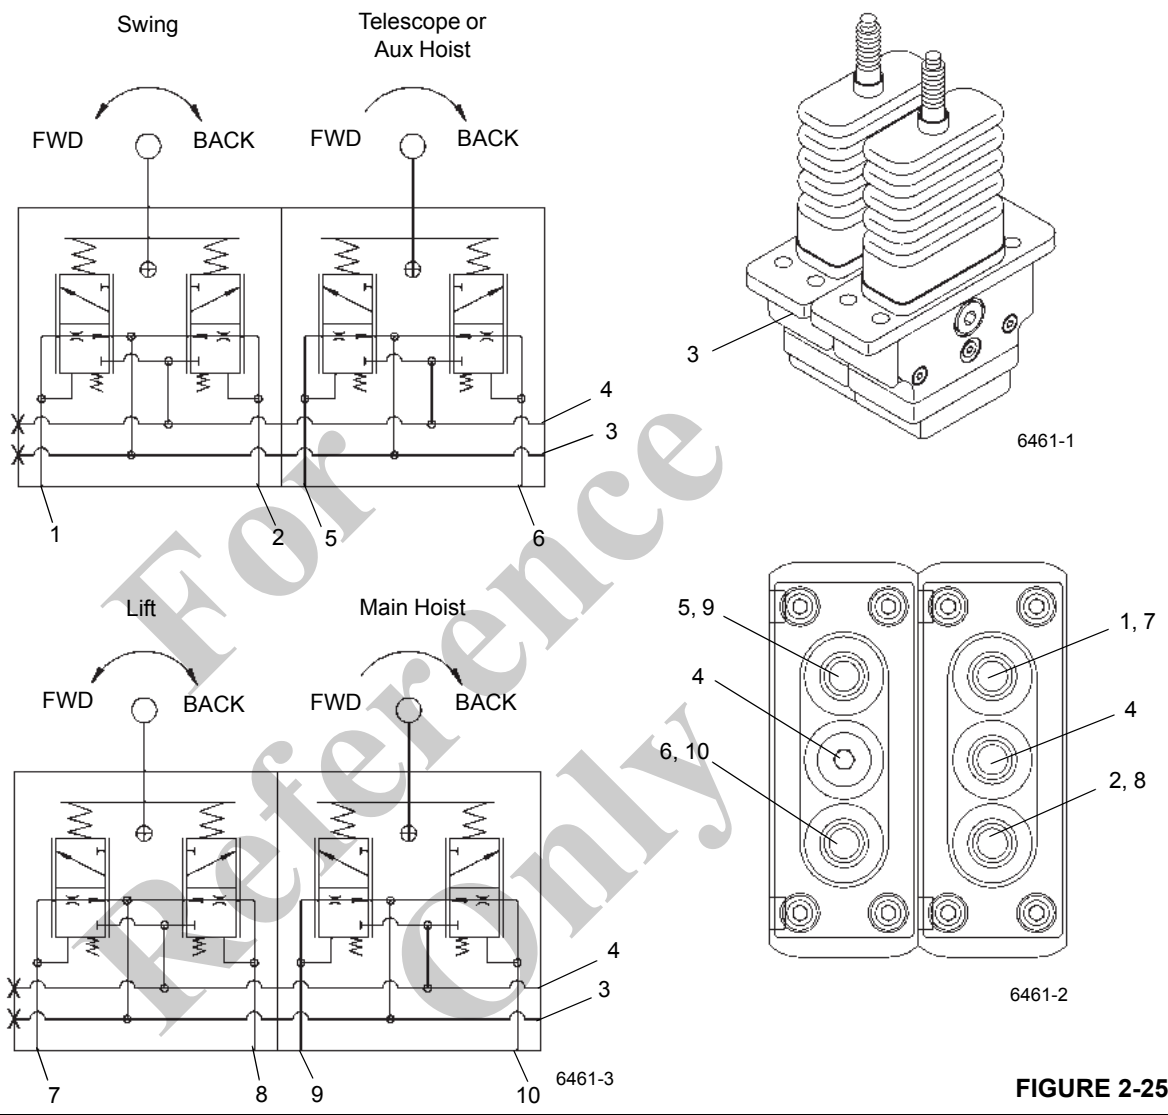 Swing
Telescope or
Aux Hoist
FWD
BACK
FWD
BACK
4
3
1
2
5
6
3
6461-1
Lift
Main Hoist
FWD
BACK
FWD
BACK
4
3
7
8
9
10
6461-3
5, 9
1, 7
4
4
6, 10
2, 8
6461-2
FIGURE 2-25
For
Reference
Only